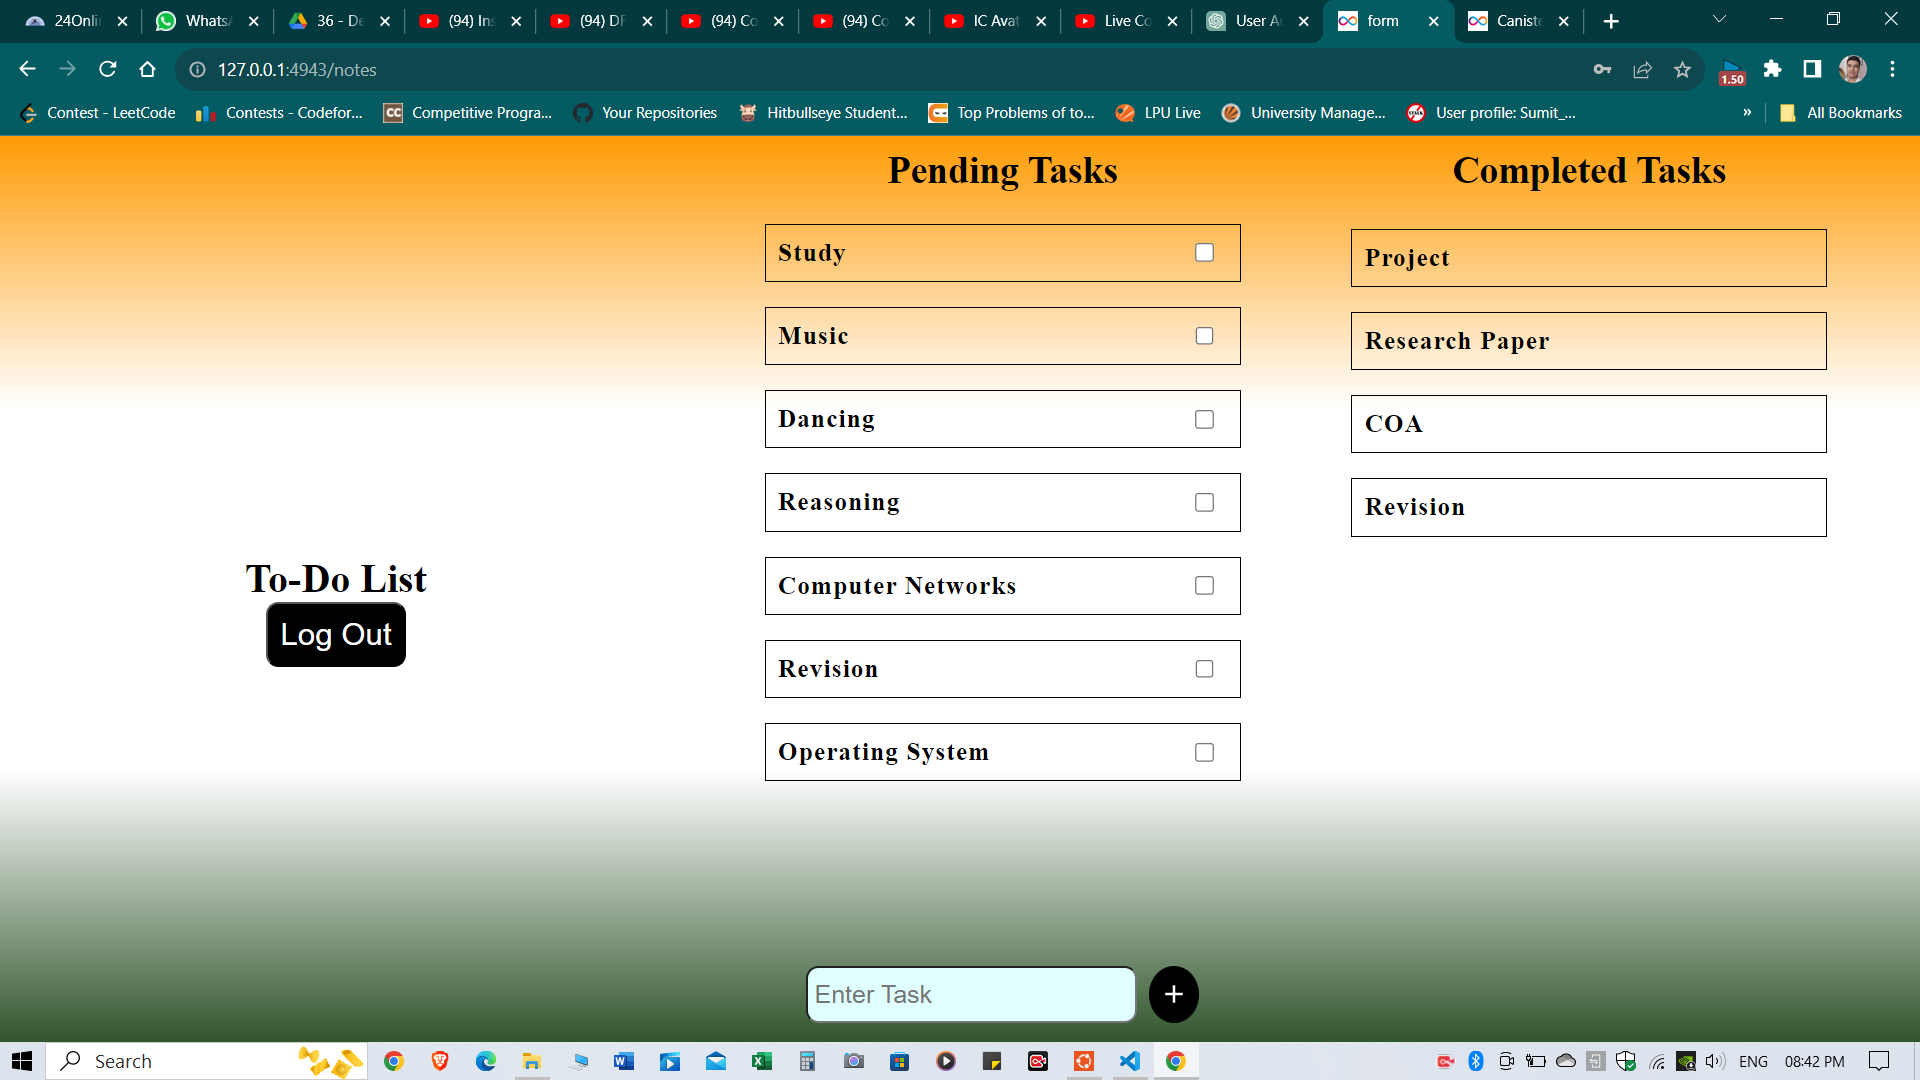 24Onli
WhatsA
36 - De
(94) Ins
(94) DF
(94) Co
(94) Co
IC Avat
Live Co
User Au
form
Caniste
127.0.0.1:4943/notes
1.50
Contest - LeetCode
Contests - Codefor...
Competitive Progra...
Your Repositories
Hitbullseye Student...
Top Problems of to...
LPU Live
University Manage...
User profile: Sumit_...
»
All Bookmarks
To-Do List
Log Out
Pending Tasks
Study
Music
Dancing
Reasoning
Computer Networks
Revision
Operating System
Enter Task
+
Completed Tasks
Project
Research Paper
COA
Revision
Search
ENG
08:42 PM